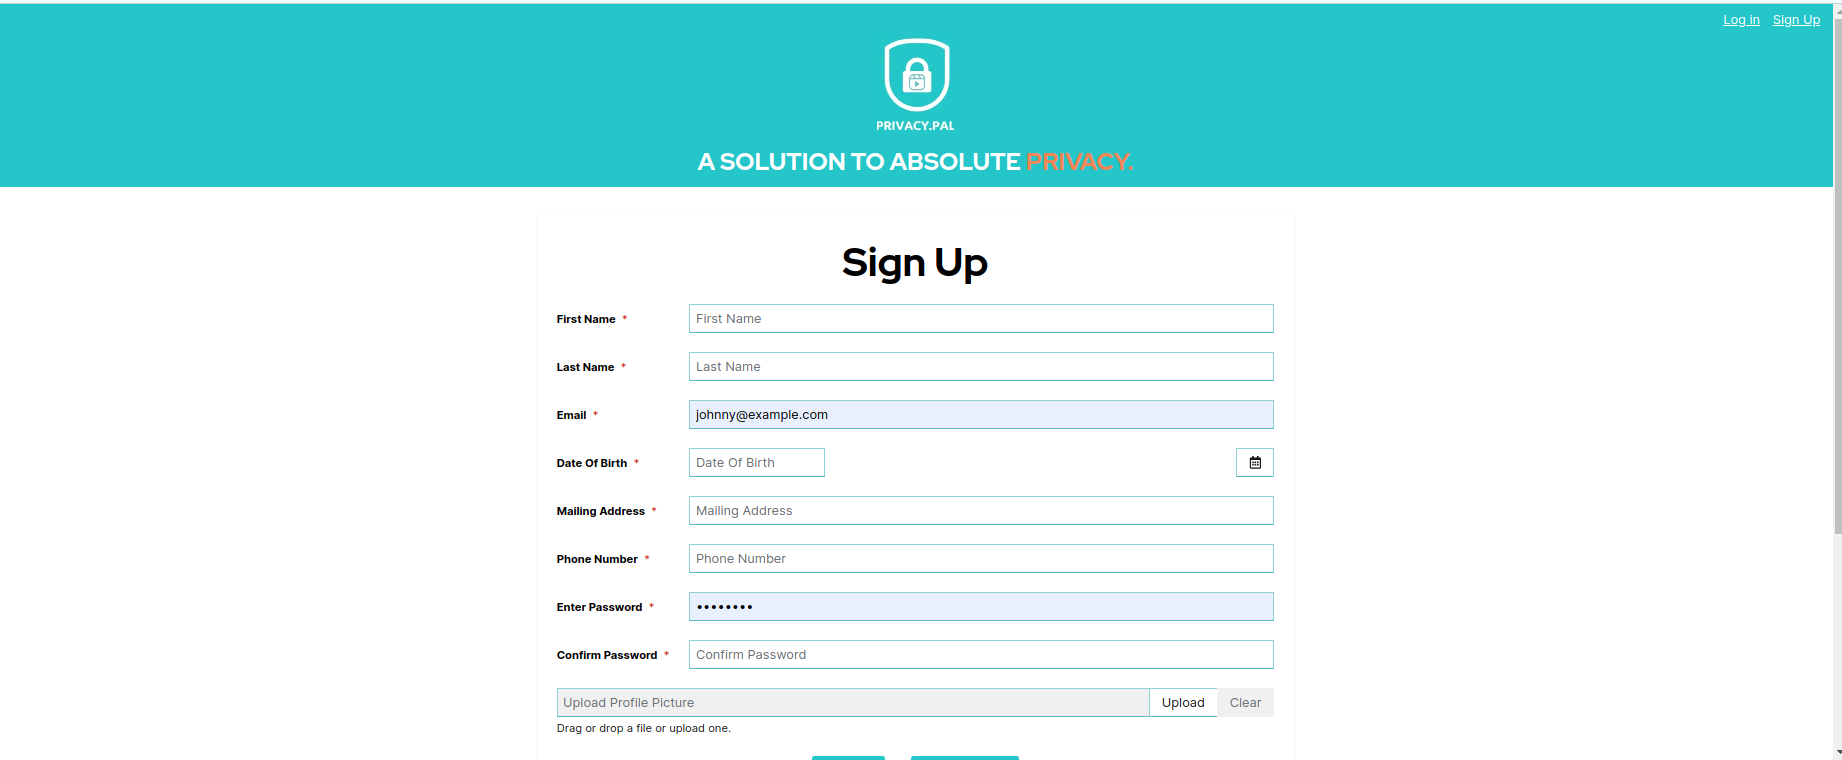 Log in Sign Up
PRIVACY.PAL
A SOLUTION TO ABSOLUTE PRIVACY.
Sign Up
First Name * First Name
Last Name * Last Name
Email * johnny@example.com
Date Of Birth * Date Of Birth
Mailing Address * Mailing Address
Phone Number * Phone Number
Enter Password * ••••••••
Confirm Password * Confirm Password
Upload Profile Picture Upload Clear
Drag or drop a file or upload one.